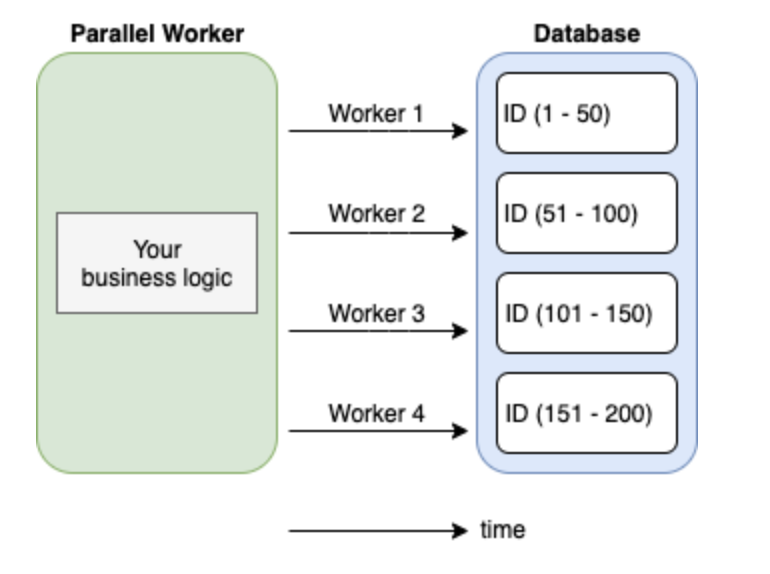 Parallel Worker
Database
Worker 1
ID (1 - 50)
Worker 2
ID (51 - 100)
Your
business logic
Worker 3
ID (101 - 150)
Worker 4
ID (151 - 200)
time